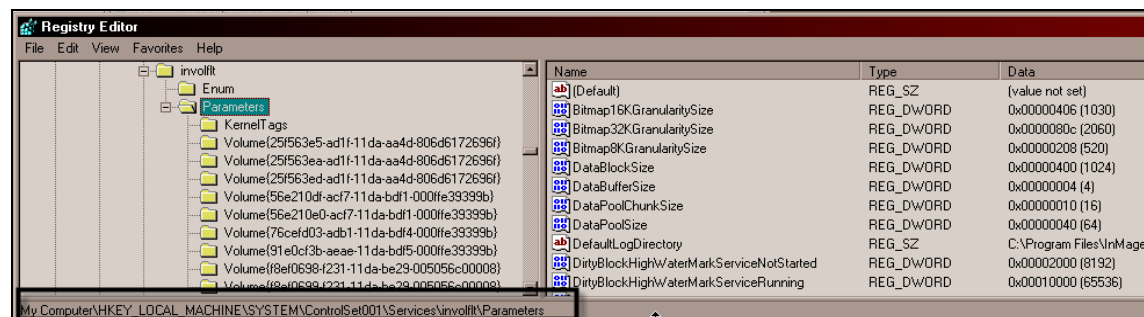 Registry Editor
File Edit View Favorites Help
involflt
Enum
Parameters
KernelTags
Volume{25f563e5-ad1f-11da-aa4d-806d6172696f}
Volume{25f563ea-ad1f-11da-aa4d-806d6172696f}
Volume{25f563ed-ad1f-11da-aa4d-806d6172696f}
Volume{56e210df-acf7-11da-bdf1-000ffe39399b}
Volume{56e210e0-acf7-11da-bdf1-000ffe39399b}
Volume{76cefd03-adb1-11da-bdf4-000ffe39399b}
Volume{91e0cf3b-aeae-11da-bdf5-000ffe39399b}
Volume{f8ef0698-f231-11da-be29-005056c00008}
Volume{f8ef0699-f231-11da-be29-005056c00008}
Name Type Data
(Default) REG_SZ (value not set)
Bitmap16KGranularitySize REG_DWORD 0x00000406 (1030)
Bitmap32KGranularitySize REG_DWORD 0x0000080c (2060)
Bitmap8KGranularitySize REG_DWORD 0x00000208 (520)
DataBlockSize REG_DWORD 0x00000400 (1024)
DataBufferSize REG_DWORD 0x00000004 (4)
DataPoolChunkSize REG_DWORD 0x00000010 (16)
DataPoolSize REG_DWORD 0x00000040 (64)
DefaultLogDirectory REG_SZ C:\Program Files\InMage
DirtyBlockHighWaterMarkServiceNotStarted REG_DWORD 0x00002000 (8192)
DirtyBlockHighWaterMarkServiceRunning REG_DWORD 0x00010000 (65536)
My Computer\HKEY_LOCAL_MACHINE\SYSTEM\ControlSet001\Services\involflt\Parameters